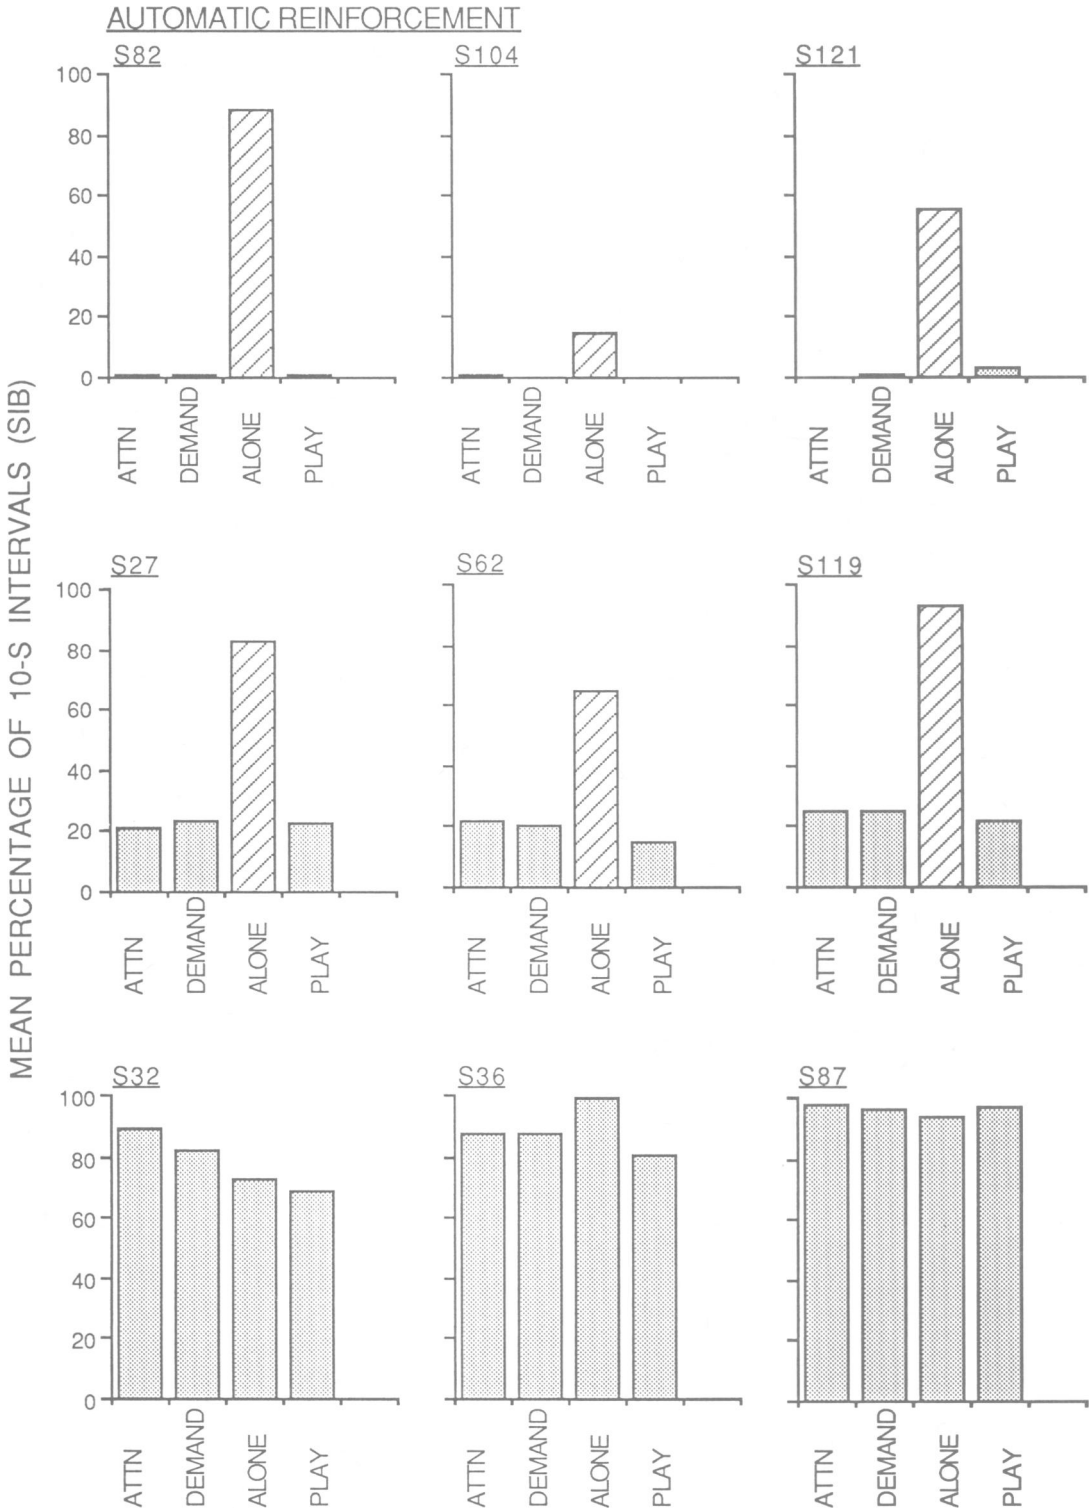 AUTOMATIC REINFORCEMENT
MEAN PERCENTAGE OF 10-S INTERVALS (SIB)
S82 S104 S121
100
80
60
40
20
0
ATTN DEMAND ALONE PLAY ATTN DEMAND ALONE PLAY ATTN DEMAND ALONE PLAY
S27 S62 S119
100
80
60
40
20
0
ATTN DEMAND ALONE PLAY ATTN DEMAND ALONE PLAY ATTN DEMAND ALONE PLAY
S32 S36 S87
100
80
60
40
20
0
ATTN DEMAND ALONE PLAY ATTN DEMAND ALONE PLAY ATTN DEMAND ALONE PLAY